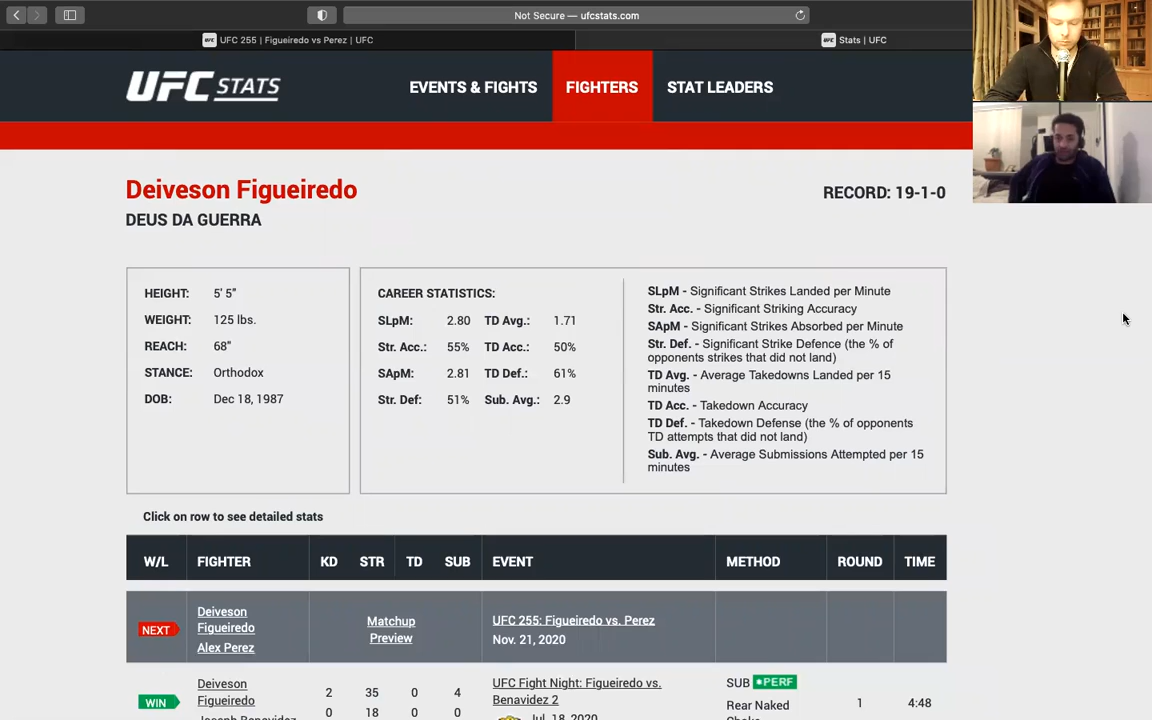 Not Secure — ufcstats.com
UFC 255 | Figueiredo vs Perez | UFC
Stats | UFC
UFC STATS
EVENTS & FIGHTS
FIGHTERS
STAT LEADERS
Deiveson Figueiredo
RECORD: 19-1-0
DEUS DA GUERRA
HEIGHT: 5' 5"
WEIGHT: 125 lbs.
REACH: 68"
STANCE: Orthodox
DOB: Dec 18, 1987
CAREER STATISTICS:
SLpM: 2.80 TD Avg.: 1.71
Str. Acc.: 55% TD Acc.: 50%
SApM: 2.81 TD Def.: 61%
Str. Def: 51% Sub. Avg.: 2.9
SLpM - Significant Strikes Landed per Minute
Str. Acc. - Significant Striking Accuracy
SApM - Significant Strikes Absorbed per Minute
Str. Def. - Significant Strike Defence (the % of
opponents strikes that did not land)
TD Avg. - Average Takedowns Landed per 15
minutes
TD Acc. - Takedown Accuracy
TD Def. - Takedown Defense (the % of opponents
TD attempts that did not land)
Sub. Avg. - Average Submissions Attempted per 15
minutes
Click on row to see detailed stats
W/L FIGHTER KD STR TD SUB EVENT METHOD ROUND TIME
NEXT
Deiveson
Figueiredo
Alex Perez
Matchup
Preview
UFC 255: Figueiredo vs. Perez
Nov. 21, 2020
WIN
Deiveson
Figueiredo
Joseph Benavidez
2 35 0 4
0 18 0 0
UFC Fight Night: Figueiredo vs.
Benavidez 2
Jul. 18, 2020
SUB PERF
Rear Naked
Choke
1
4:48